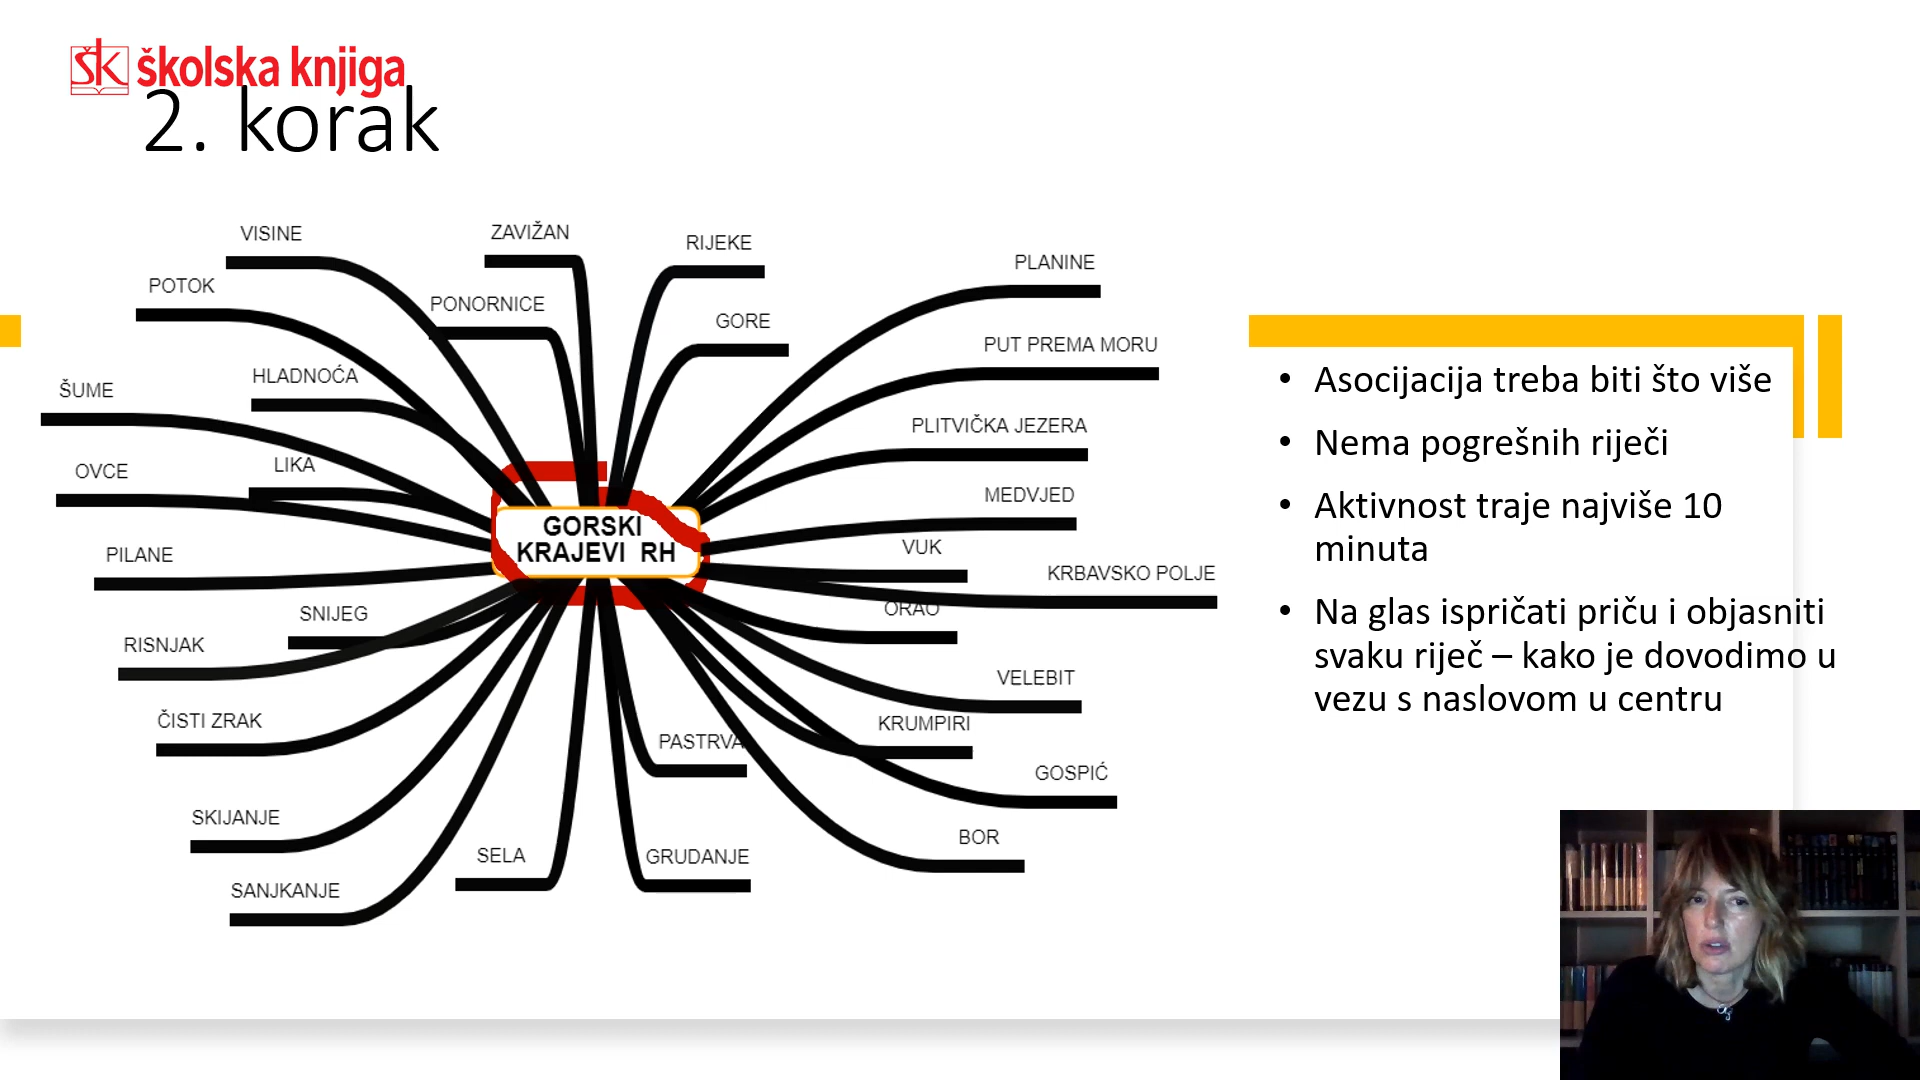 ŠK školska knjiga
2. korak
VISINE
ZAVIŽAN
RIJEKE
PLANINE
POTOK
PONORNICE
GORE
PUT PREMA MORU
ŠUME
HLADNOĆA
PLITVIČKA JEZERA
OVCE
LIKA
MEDVJED
GORSKI
KRAJEVI RH
PILANE
VUK
KRBAVSKO POLJE
SNIJEG
ORAO
RISNJAK
VELEBIT
ČISTI ZRAK
PASTRVA
KRUMPIRI
GOSPIĆ
SKIJANJE
BOR
SELA
GRUDANJE
SANJKANJE
• Asocijacija treba biti što više
• Nema pogrešnih riječi
• Aktivnost traje najviše 10
minuta
• Na glas ispričati priču i objasniti
svaku riječ – kako je dovodimo u
vezu s naslovom u centru